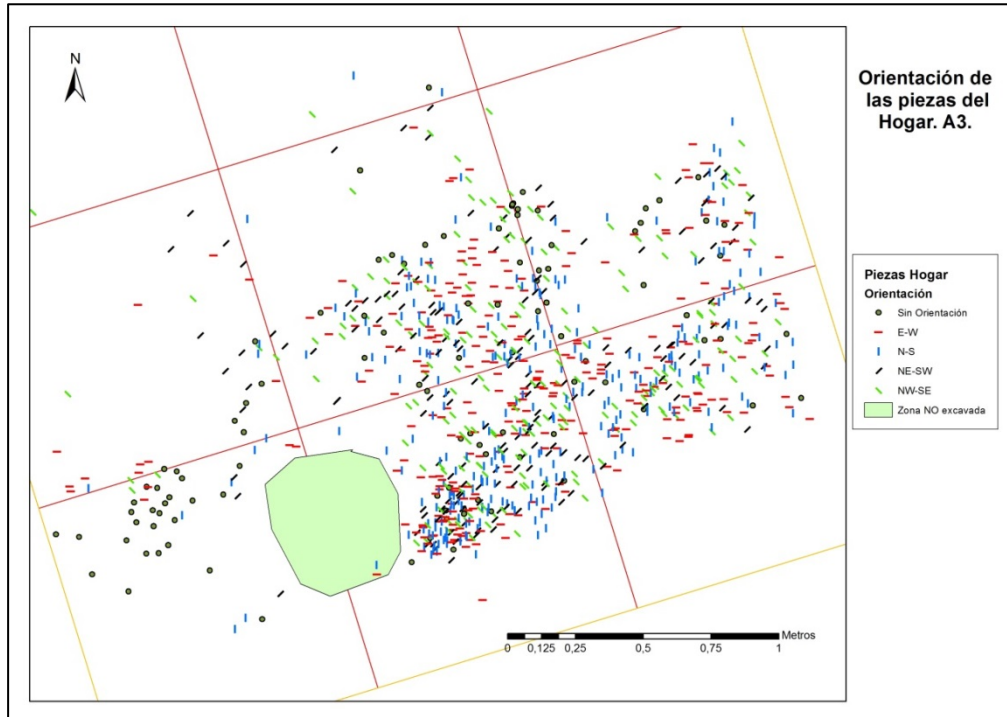 N
Orientación de
las piezas del
Hogar. A3.
Piezas Hogar
Orientación
Sin Orientación
E-W
N-S
NE-SW
NW-SE
Zona NO excavada
Metros
0 0,125 0,25 0,5 0,75 1